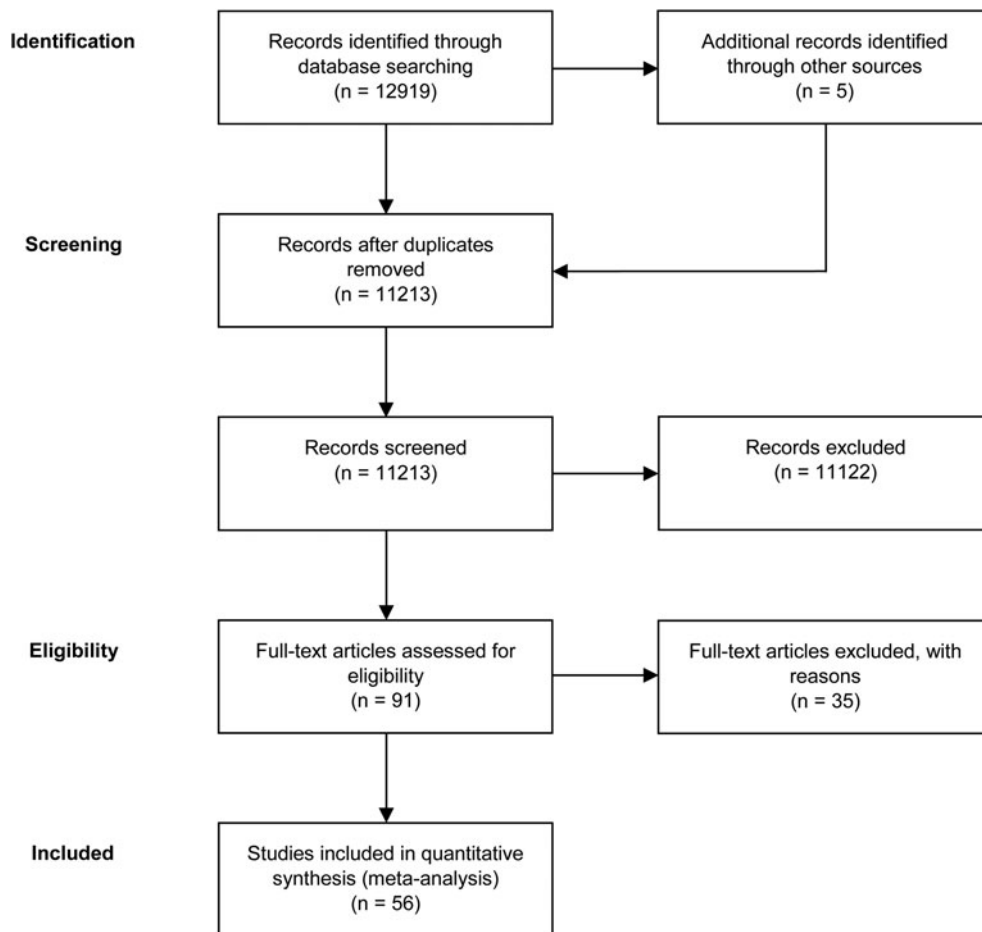 Identification
Records identified through
database searching
(n = 12919)
Additional records identified
through other sources
(n = 5)
Screening
Records after duplicates
removed
(n = 11213)
Records screened
(n = 11213)
Records excluded
(n = 11122)
Eligibility
Full-text articles assessed for
eligibility
(n = 91)
Full-text articles excluded, with
reasons
(n = 35)
Included
Studies included in quantitative
synthesis (meta-analysis)
(n = 56)